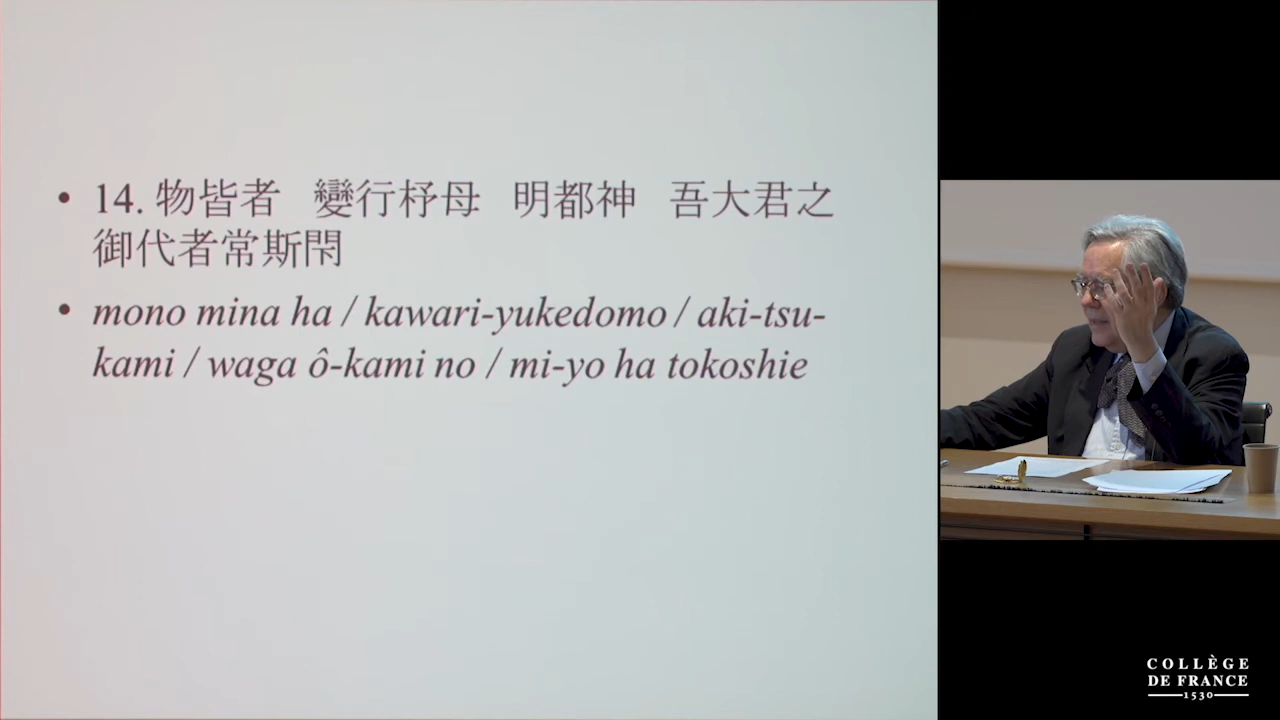 • 14. 物皆者 變行杼母 明都神 吾大君之
御代者常斯閇
• mono mina ha / kawari-yukedomo / aki-tsu-
kami / waga ô-kami no / mi-yo ha tokoshie
COLLÈGE
DE FRANCE
1530